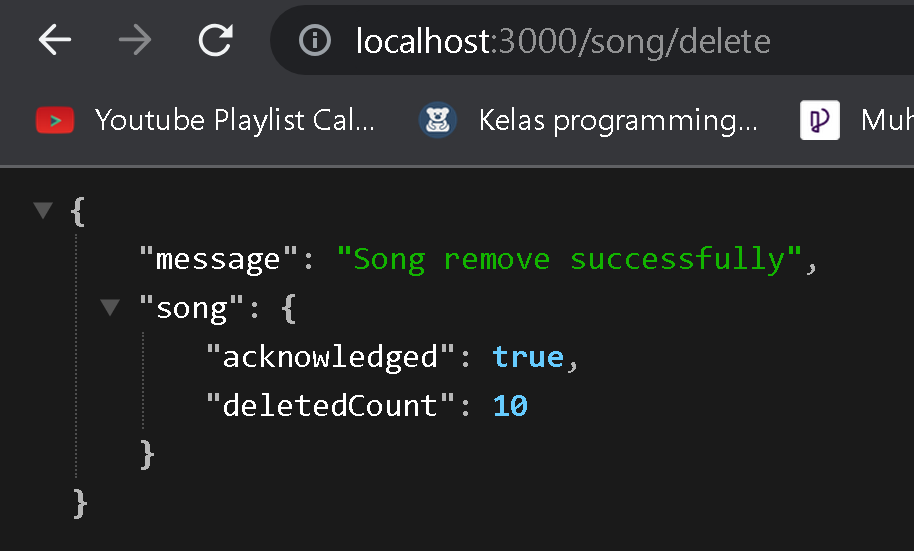 localhost:3000/song/delete
Youtube Playlist Cal... Kelas programming... Muh
{
"message": "Song remove successfully",
"song": {
"acknowledged": true,
"deletedCount": 10
}
}